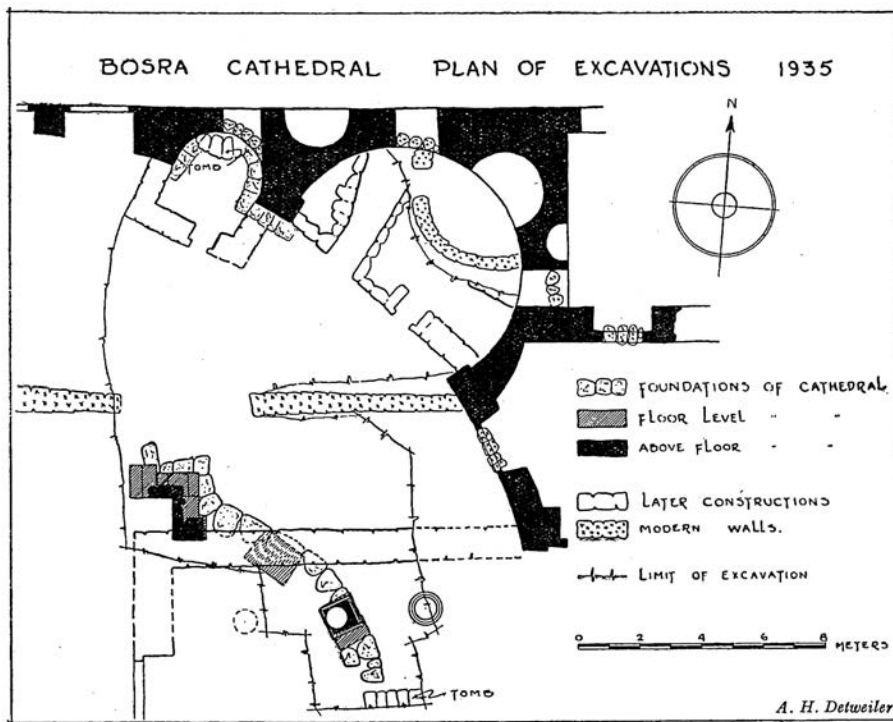 BOSRA CATHEDRAL PLAN OF EXCAVATIONS 1935
N
TOMB
FOUNDATIONS OF CATHEDRAL.
FLOOR LEVEL " "
ABOVE FLOOR " "
LATER CONSTRUCTIONS
MODERN WALLS.
LIMIT OF EXCAVATION
0 2 4 6 8
METERS
TOMB
A. H. Detweiler